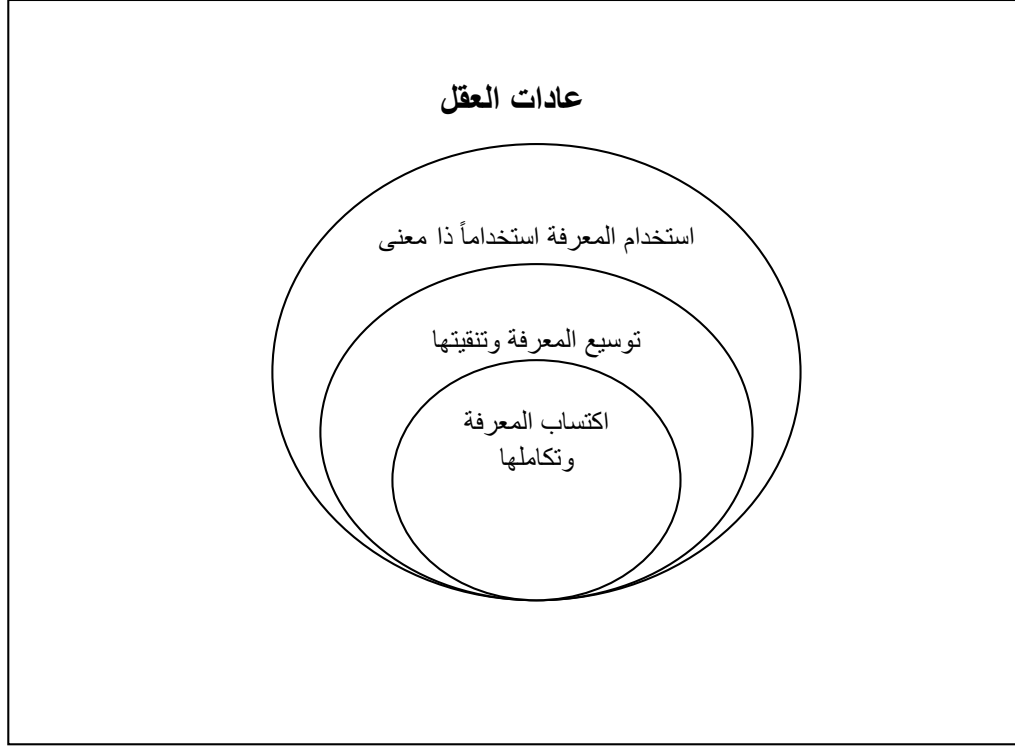 عادات العقل
استخدام المعرفة استخداماً ذا معنى
توسيع المعرفة وتنقيتها
اكتساب المعرفة
وتكاملها